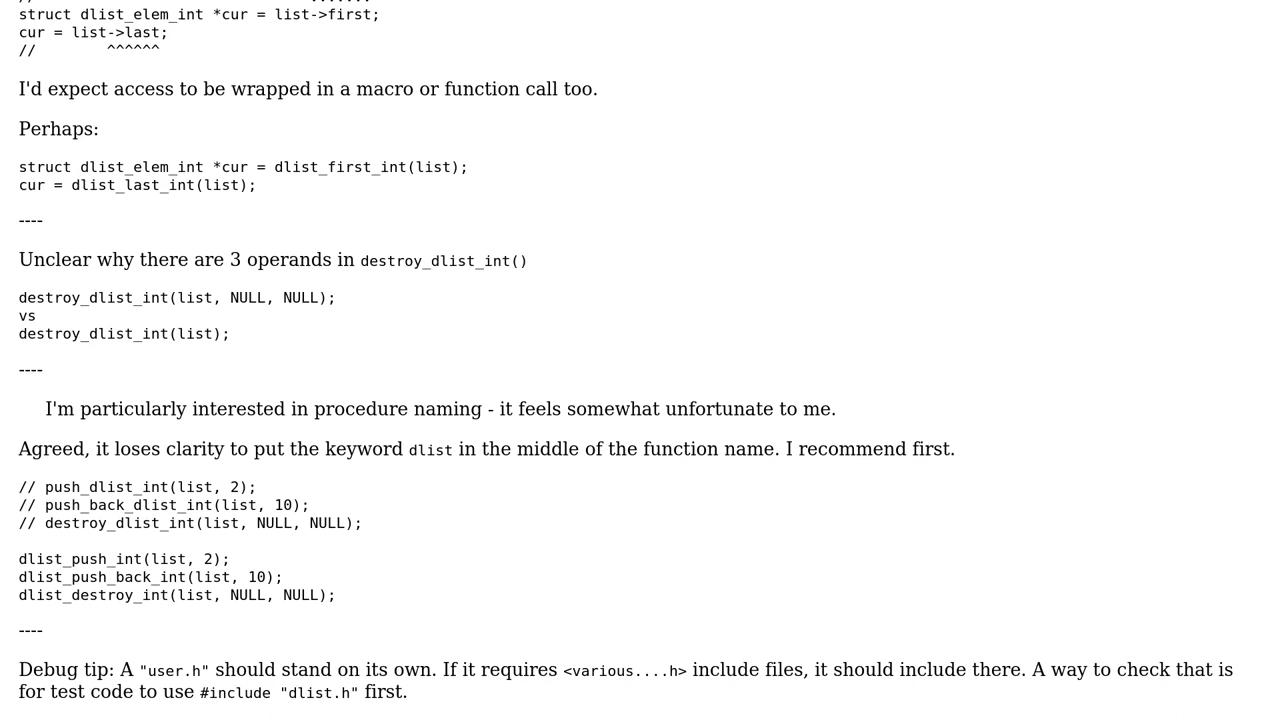 struct dlist_elem_int *cur = list->first;
cur = list->last;
//        ^^^^^^
I'd expect access to be wrapped in a macro or function call too.
Perhaps:
struct dlist_elem_int *cur = dlist_first_int(list);
cur = dlist_last_int(list);
----
Unclear why there are 3 operands in destroy_dlist_int()
destroy_dlist_int(list, NULL, NULL);
vs
destroy_dlist_int(list);
----
I'm particularly interested in procedure naming - it feels somewhat unfortunate to me.
Agreed, it loses clarity to put the keyword dlist in the middle of the function name. I recommend first.
// push_dlist_int(list, 2);
// push_back_dlist_int(list, 10);
// destroy_dlist_int(list, NULL, NULL);
dlist_push_int(list, 2);
dlist_push_back_int(list, 10);
dlist_destroy_int(list, NULL, NULL);
----
Debug tip: A "user.h" should stand on its own. If it requires <various....h> include files, it should include there. A way to check that is
for test code to use #include "dlist.h" first.